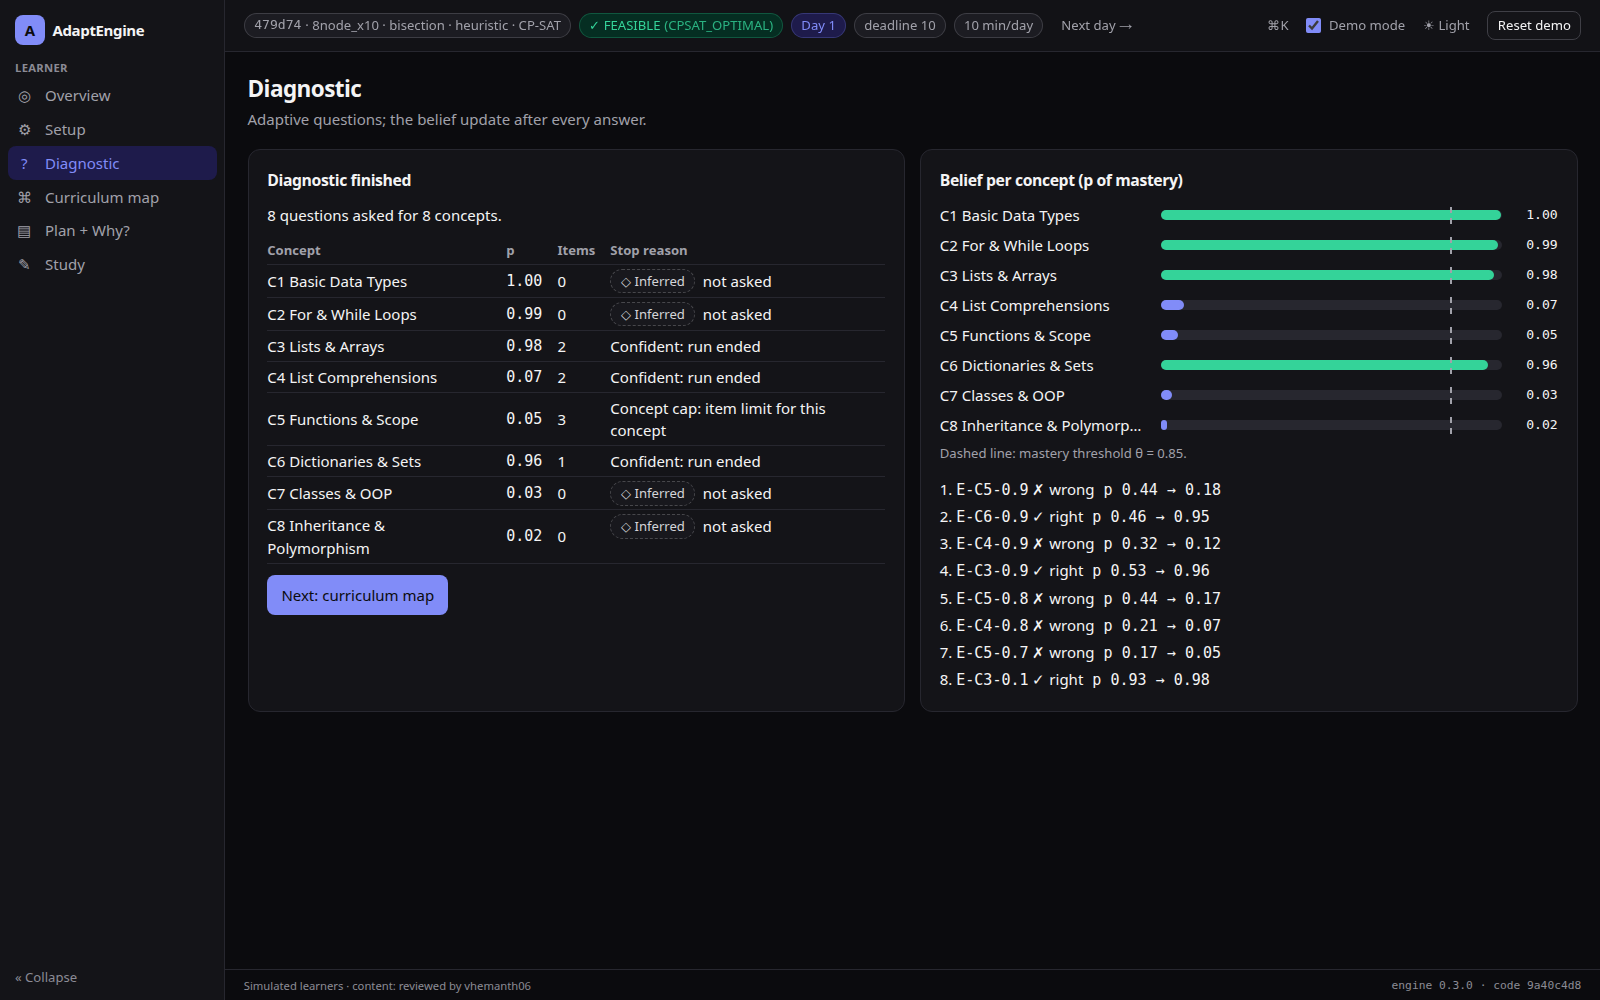 A AdaptEngine
LEARNER
◎ Overview
⚙ Setup
? Diagnostic
⌘ Curriculum map
▤ Plan + Why?
✎ Study
« Collapse
479d74 · 8node_x10 · bisection · heuristic · CP-SAT
✓ FEASIBLE (CPSAT_OPTIMAL)
Day 1
deadline 10
10 min/day
Next day →
⌘K
Demo mode
☀ Light
Reset demo
Diagnostic
Adaptive questions; the belief update after every answer.
Diagnostic finished
8 questions asked for 8 concepts.
Concept p Items Stop reason
C1 Basic Data Types 1.00 0 ◇ Inferred not asked
C2 For & While Loops 0.99 0 ◇ Inferred not asked
C3 Lists & Arrays 0.98 2 Confident: run ended
C4 List Comprehensions 0.07 2 Confident: run ended
C5 Functions & Scope 0.05 3 Concept cap: item limit for this
concept
C6 Dictionaries & Sets 0.96 1 Confident: run ended
C7 Classes & OOP 0.03 0 ◇ Inferred not asked
C8 Inheritance &
Polymorphism 0.02 0 ◇ Inferred not asked
Next: curriculum map
Belief per concept (p of mastery)
C1 Basic Data Types 1.00
C2 For & While Loops 0.99
C3 Lists & Arrays 0.98
C4 List Comprehensions 0.07
C5 Functions & Scope 0.05
C6 Dictionaries & Sets 0.96
C7 Classes & OOP 0.03
C8 Inheritance & Polymorp... 0.02
Dashed line: mastery threshold θ = 0.85.
1. E-C5-0.9 ✗ wrong p 0.44 → 0.18
2. E-C6-0.9 ✓ right p 0.46 → 0.95
3. E-C4-0.9 ✗ wrong p 0.32 → 0.12
4. E-C3-0.9 ✓ right p 0.53 → 0.96
5. E-C5-0.8 ✗ wrong p 0.44 → 0.17
6. E-C4-0.8 ✗ wrong p 0.21 → 0.07
7. E-C5-0.7 ✗ wrong p 0.17 → 0.05
8. E-C3-0.1 ✓ right p 0.93 → 0.98
Simulated learners · content: reviewed by vhemanth06
engine 0.3.0 · code 9a40c4d8